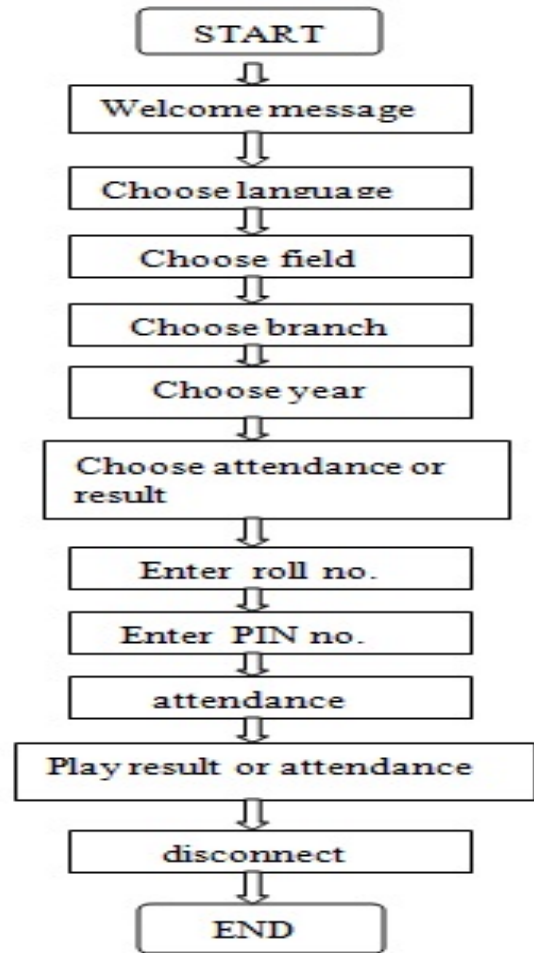 START
Welcome message
Choose language
Choose field
Choose branch
Choose year
Choose attendance or
result
Enter roll no.
Enter PIN no.
attendance
Play result or attendance
disconnect
END